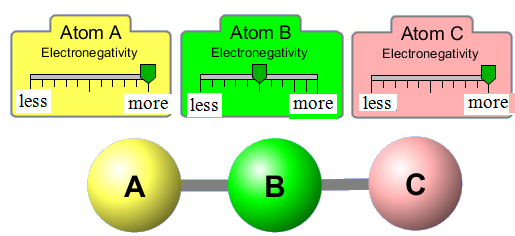 Atom A
Electronegativity
less more
Atom B
Electronegativity
less more
Atom C
Electronegativity
less more
A B C